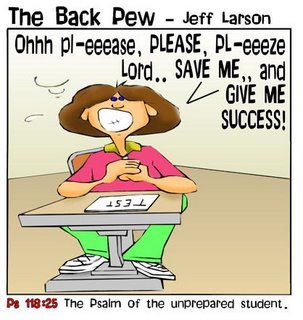 The Back Pew - Jeff Larson
Ohhh pl-eeease, PLEASE, PL-eeeze
Lord.. SAVE ME,, and
GIVE ME
SUCCESS!
TEST
Ps 118:25 The Psalm of the unprepared student.